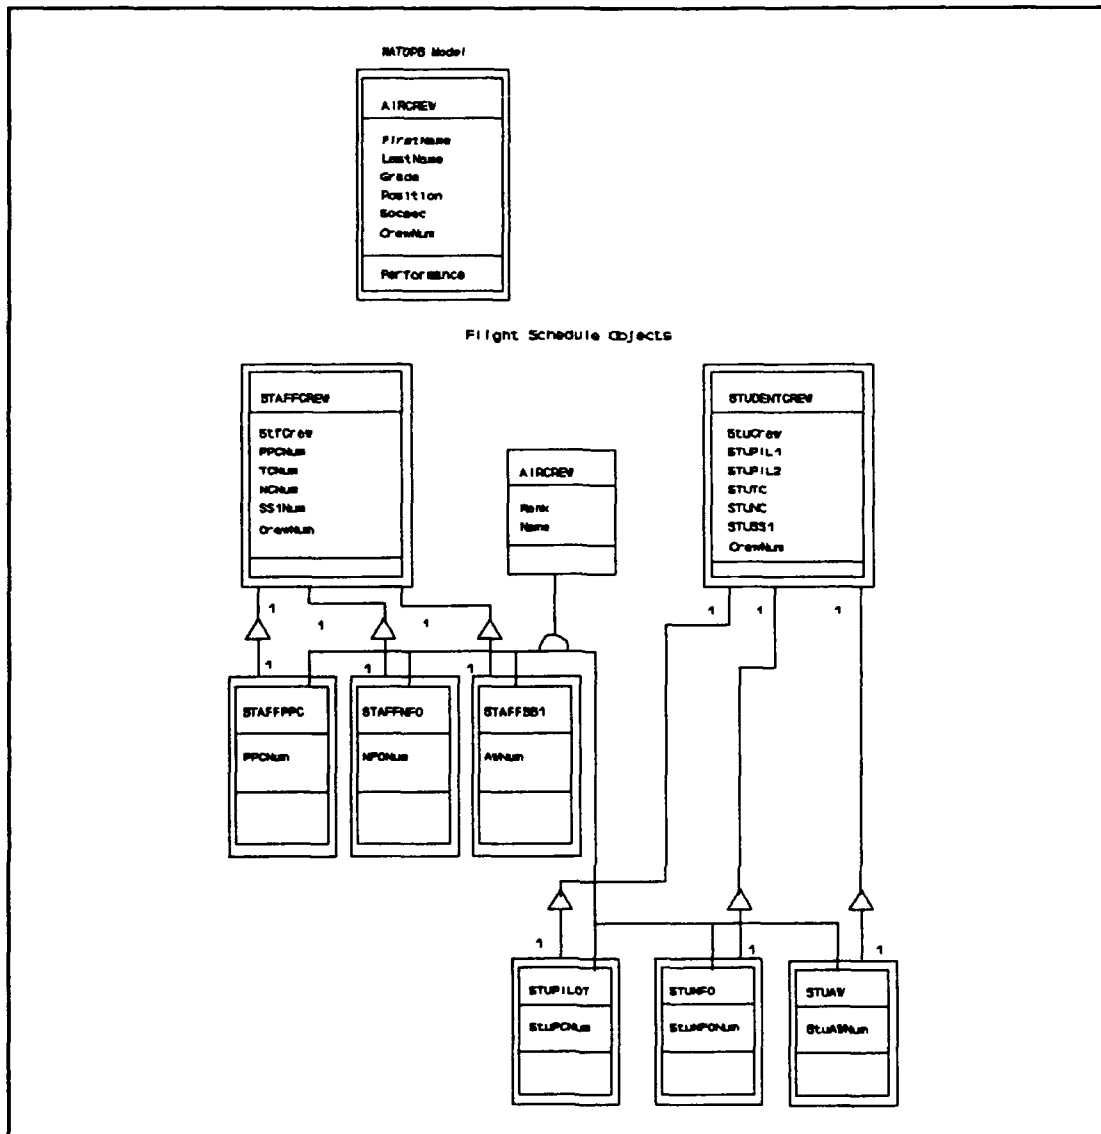 NATOPS Model
AIRCREW
FirstName
LastName
Grade
Position
Socsec
CrewNum
Performance
Flight Schedule Objects
STAFFCREW
StfCrew
PPCNum
TCNum
NCNum
SS1Num
CrewNum
AIRCREW
Rank
Name
STUDENTCREW
StuCrew
STUPIL1
STUPIL2
STUTC
STUNC
STUSS1
CrewNum
1
1
1
1
1
1
1
1
1
STAFFPPC
PPCNum
STAFFNFO
NFONum
STAFFSS1
AWNum
1
1
1
STUPILOT
StuPCNum
STUNFO
StuNFONum
STUAW
StuAWNum